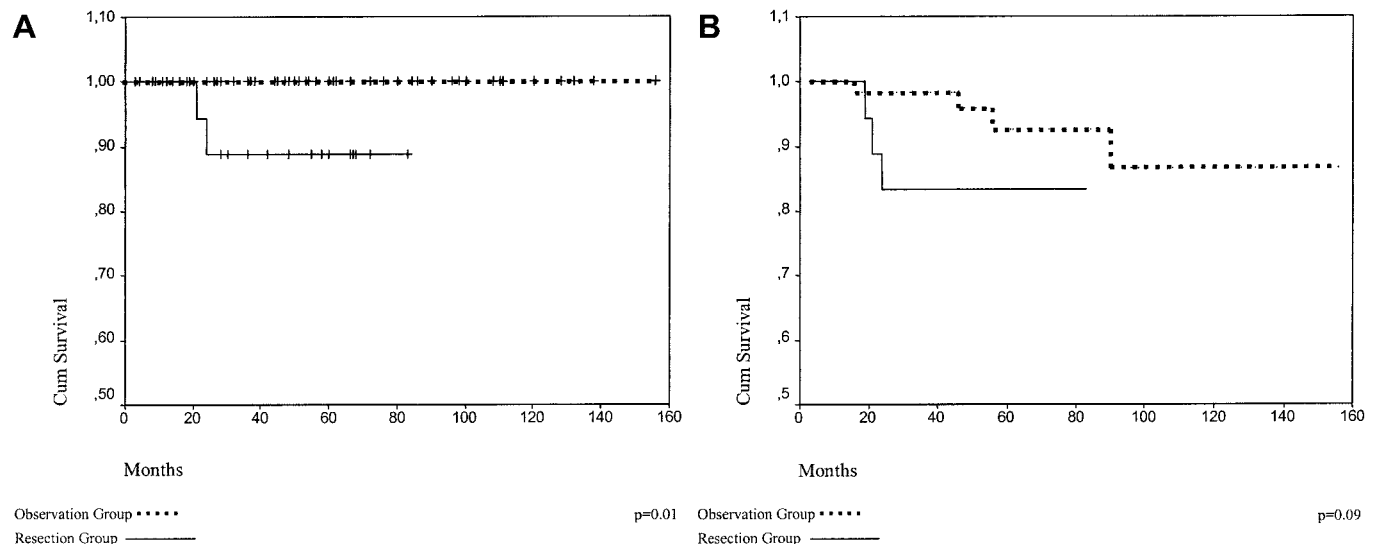 A
1,10
1,00
,90
,80
,70
,60
,50
Cum Survival
0 20 40 60 80 100 120 140 160
Months
Observation Group
Resection Group
p=0.01
B
1,1
1,0
,9
,8
,7
,6
,5
Cum Survival
0 20 40 60 80 100 120 140 160
Months
Observation Group
Resection Group
p=0.09